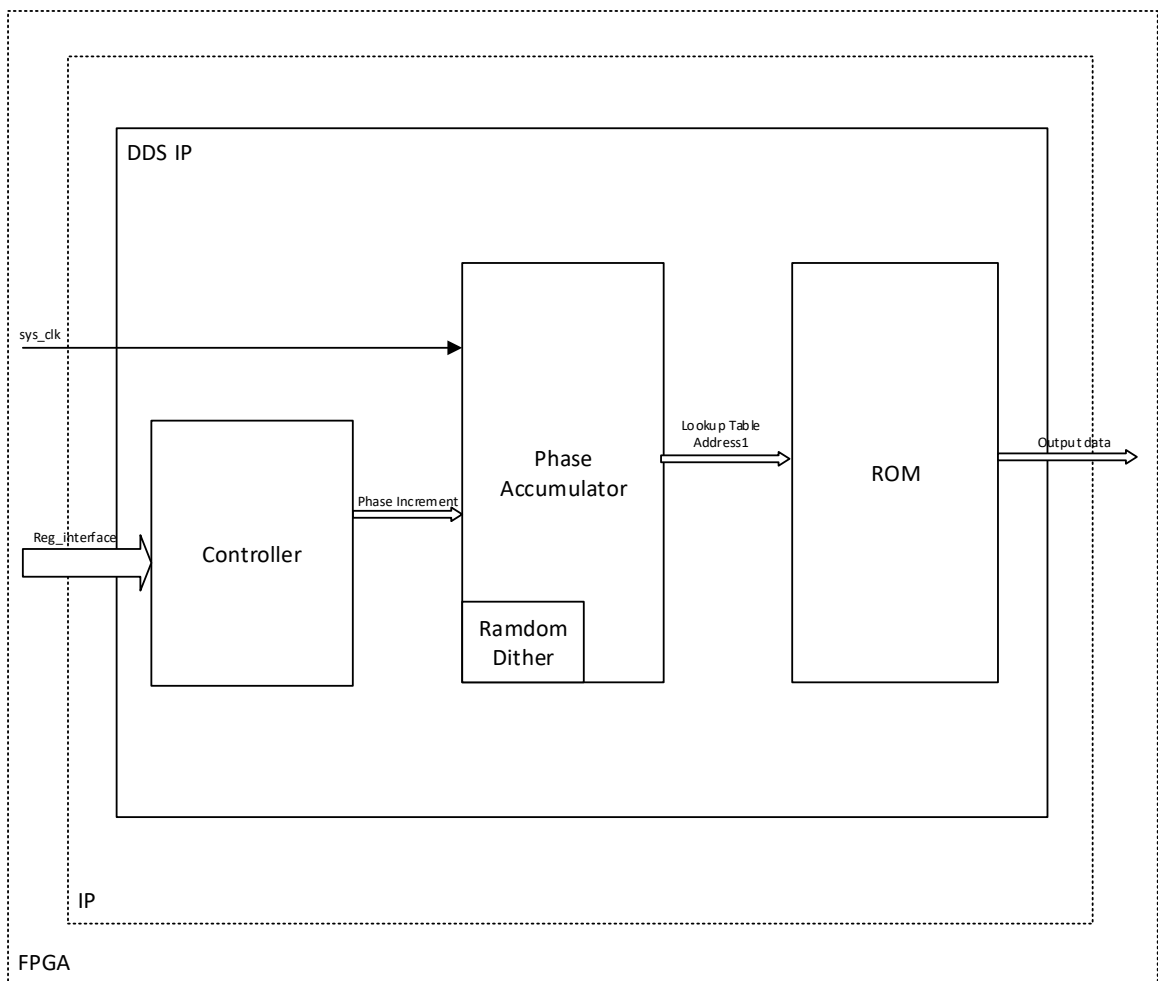 DDS IP
sys_clk
Lookup Table
Address1
Output data
Phase
Accumulator
ROM
Phase Increment
Reg_interface
Controller
Ramdom
Dither
IP
FPGA